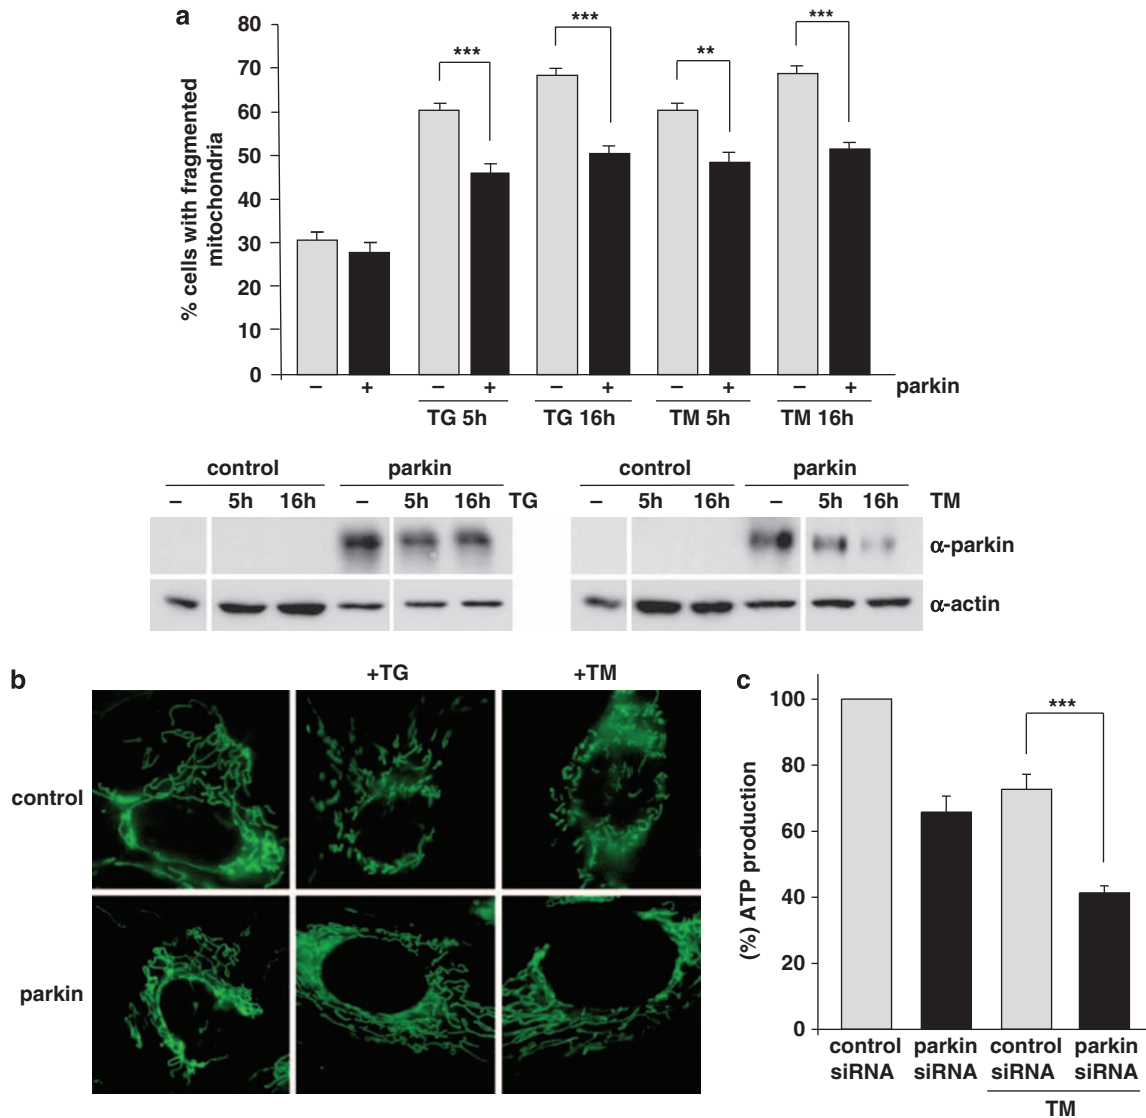 a
% cells with fragmented
mitochondria
80
70
60
50
40
30
20
10
0
*** *** ** ***
– + – + – + – + – + parkin
TG 5h TG 16h TM 5h TM 16h
control parkin control parkin
– 5h 16h – 5h 16h TG – 5h 16h – 5h 16h TM
α-parkin
α-actin
b
+TG +TM
control
parkin
c
(%) ATP production
100
80
60
40
20
0
***
control parkin control parkin
siRNA siRNA siRNA siRNA
TM